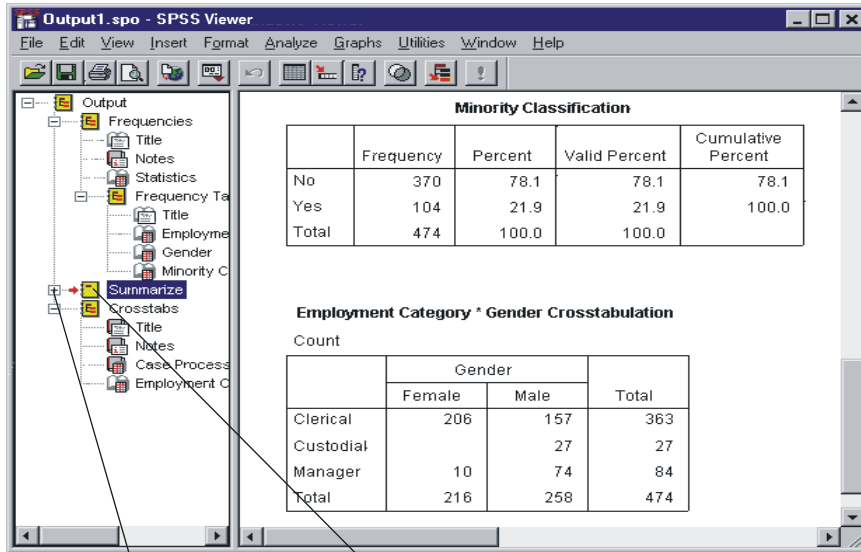 Output1.spo - SPSS Viewer
File Edit View Insert Format Analyze Graphs Utilities Window Help
Output
Frequencies
Title
Notes
Statistics
Frequency Ta
Title
Employme
Gender
Minority C
Summarize
Crosstabs
Title
Notes
Case Process
Employment C
Minority Classification
Frequency Percent Valid Percent Cumulative Percent
No 370 78.1 78.1 78.1
Yes 104 21.9 21.9 100.0
Total 474 100.0 100.0
Employment Category * Gender Crosstabulation
Count
Gender
Female Male Total
Clerical 206 157 363
Custodial 27 27
Manager 10 74 84
Total 216 258 474